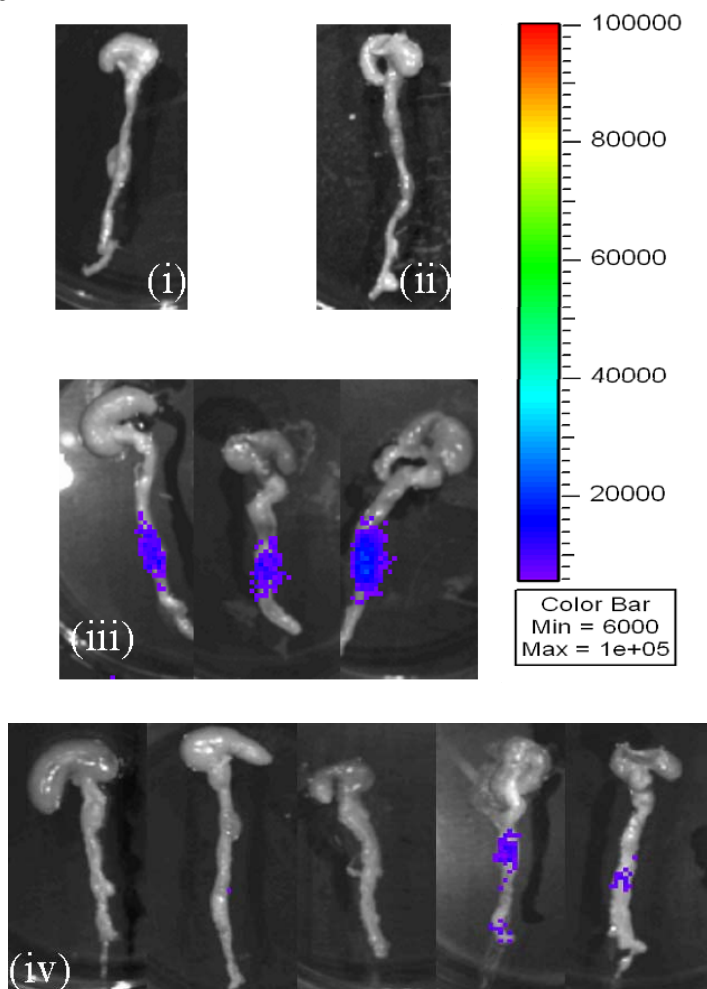 (i)
(ii)
100000
80000
60000
40000
20000
Color Bar
Min = 6000
Max = 1e+05
(iii)
(iv)